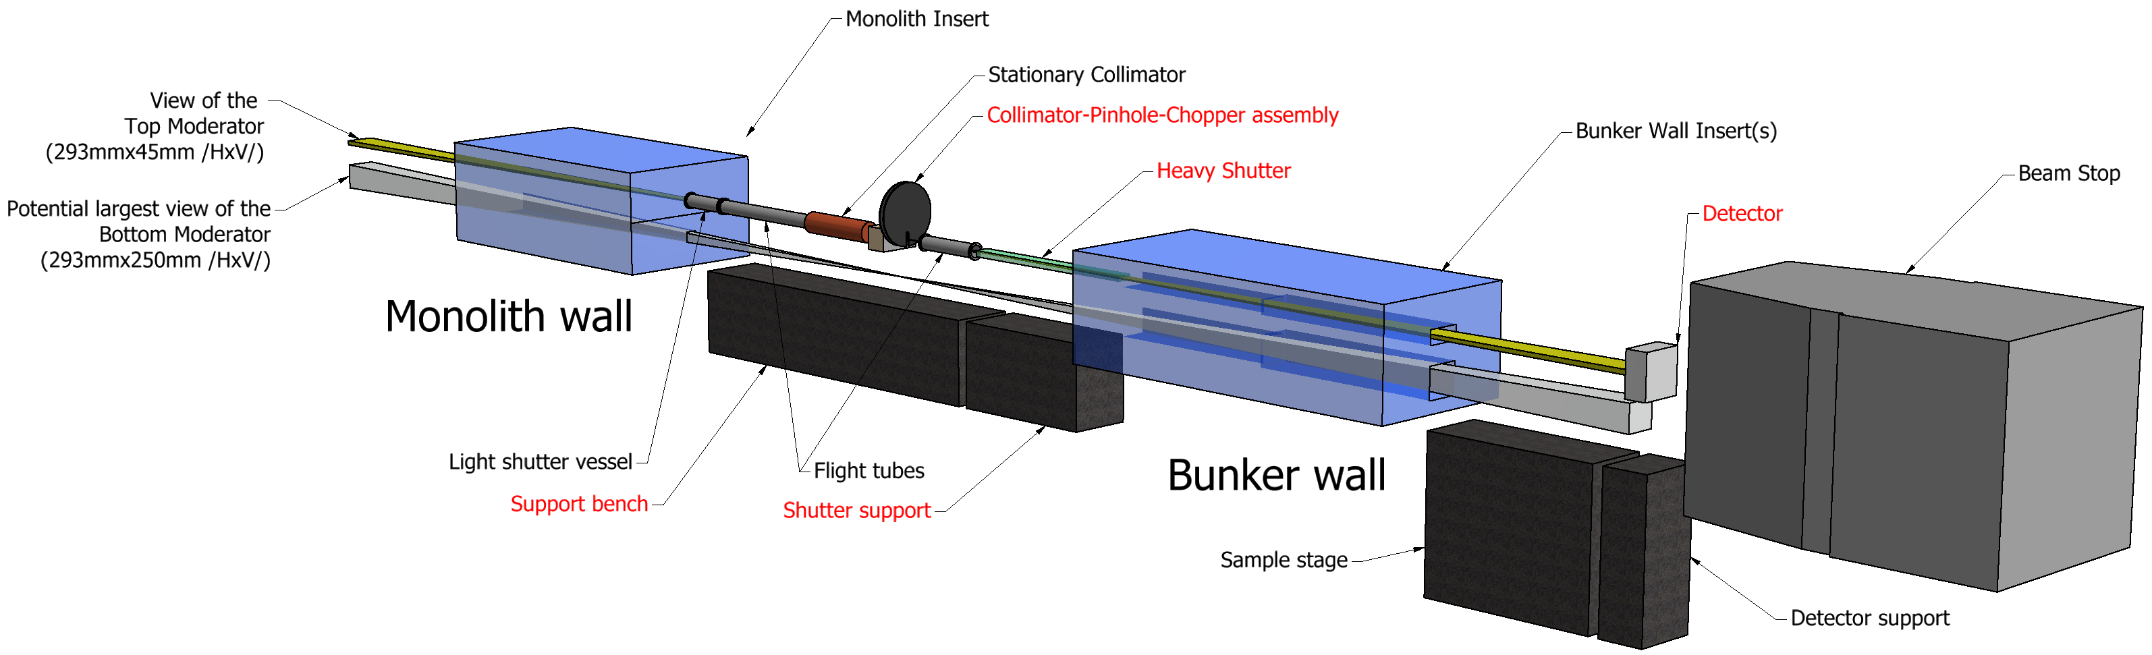 Monolith Insert
Stationary Collimator
View of the
Top Moderator
(293mmx45mm /HxV/)
Collimator-Pinhole-Chopper assembly
Bunker Wall Insert(s)
Heavy Shutter
Beam Stop
Potential largest view of the
Bottom Moderator
(293mmx250mm /HxV/)
Detector
Monolith wall
Light shutter vessel
Flight tubes
Bunker wall
Support bench
Shutter support
Sample stage
Detector support